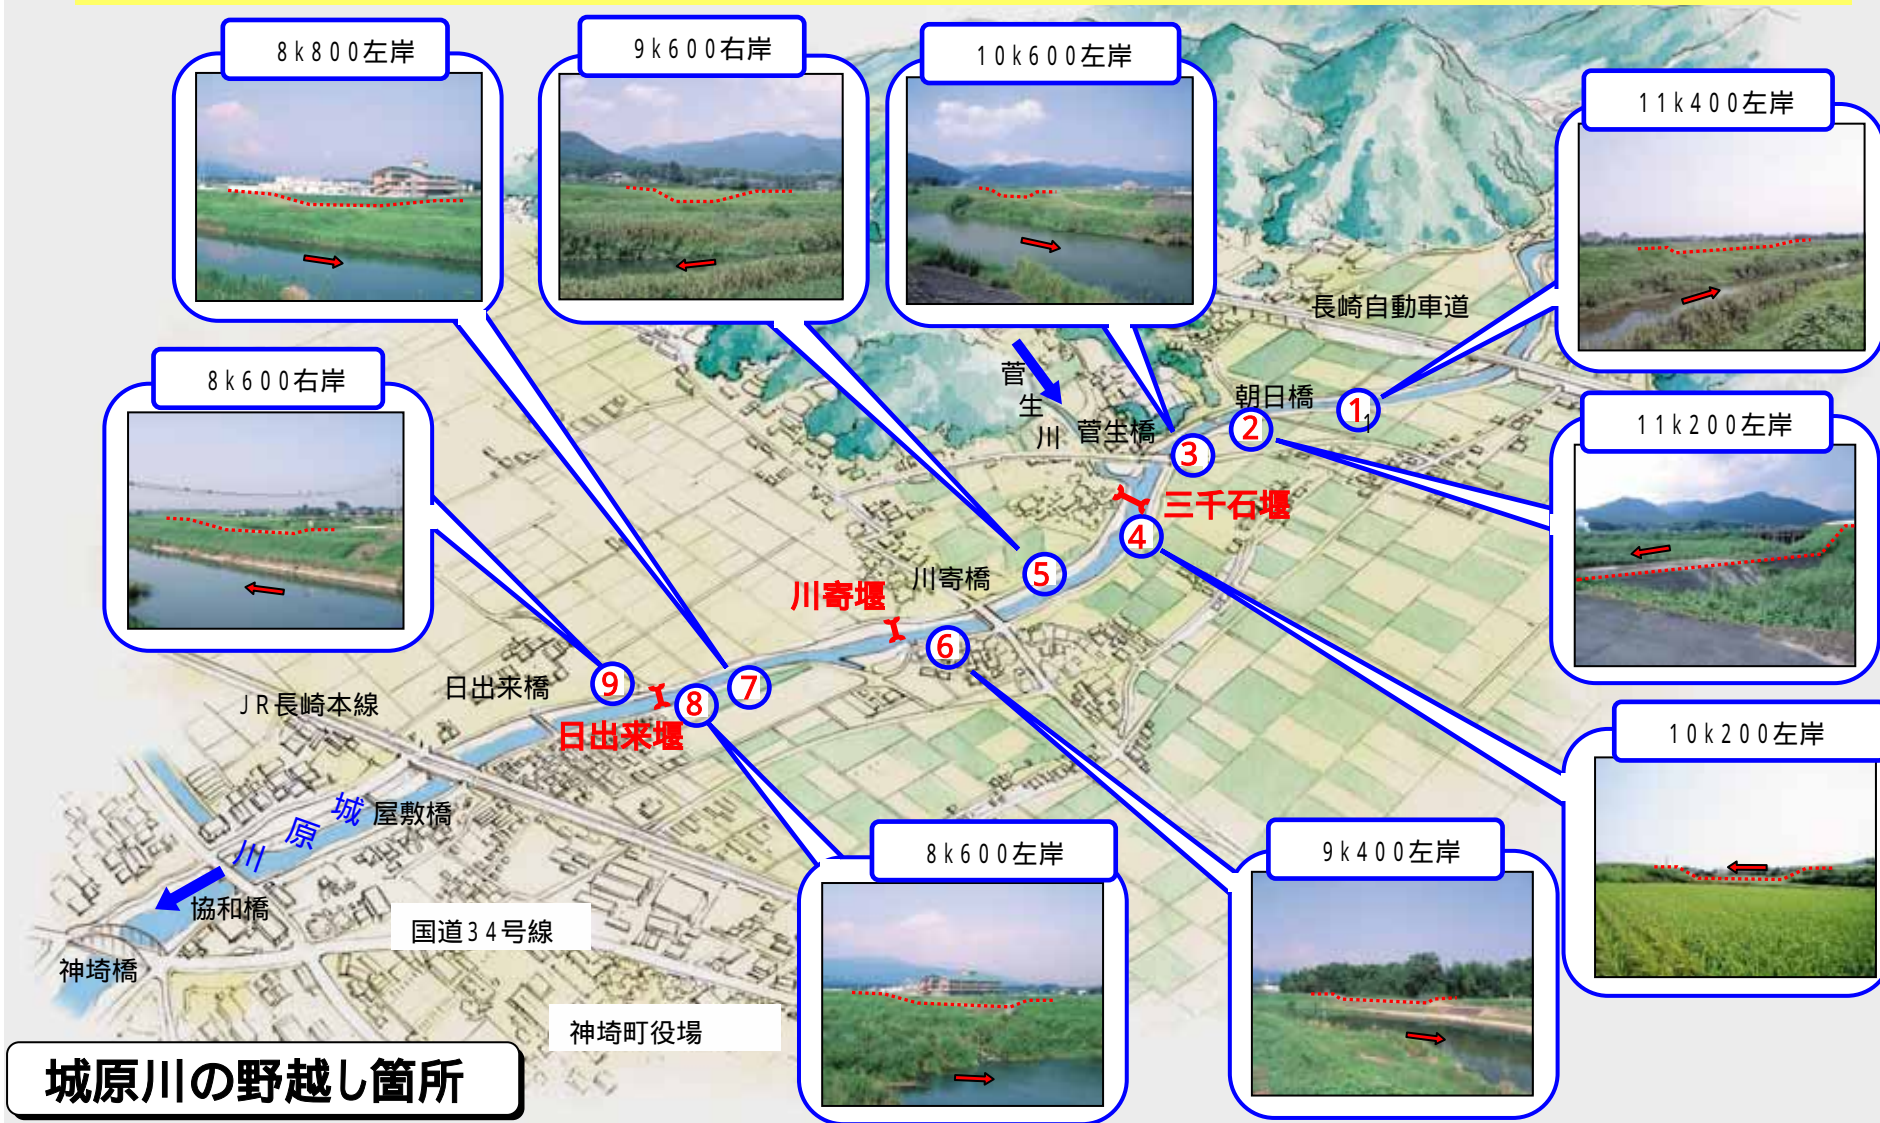 8k800左岸
9k600右岸
10k600左岸
11k400左岸
長崎自動車道
8k600右岸
菅生川
菅生橋
朝日橋
1
1
2
3
11k200左岸
三千石堰
4
川寄橋
5
川寄堰
6
日出来橋
9
8
7
日出来堰
JR長崎本線
10k200左岸
城原川
屋敷橋
協和橋
神埼橋
国道34号線
神埼町役場
8k600左岸
9k400左岸
城原川の野越し箇所